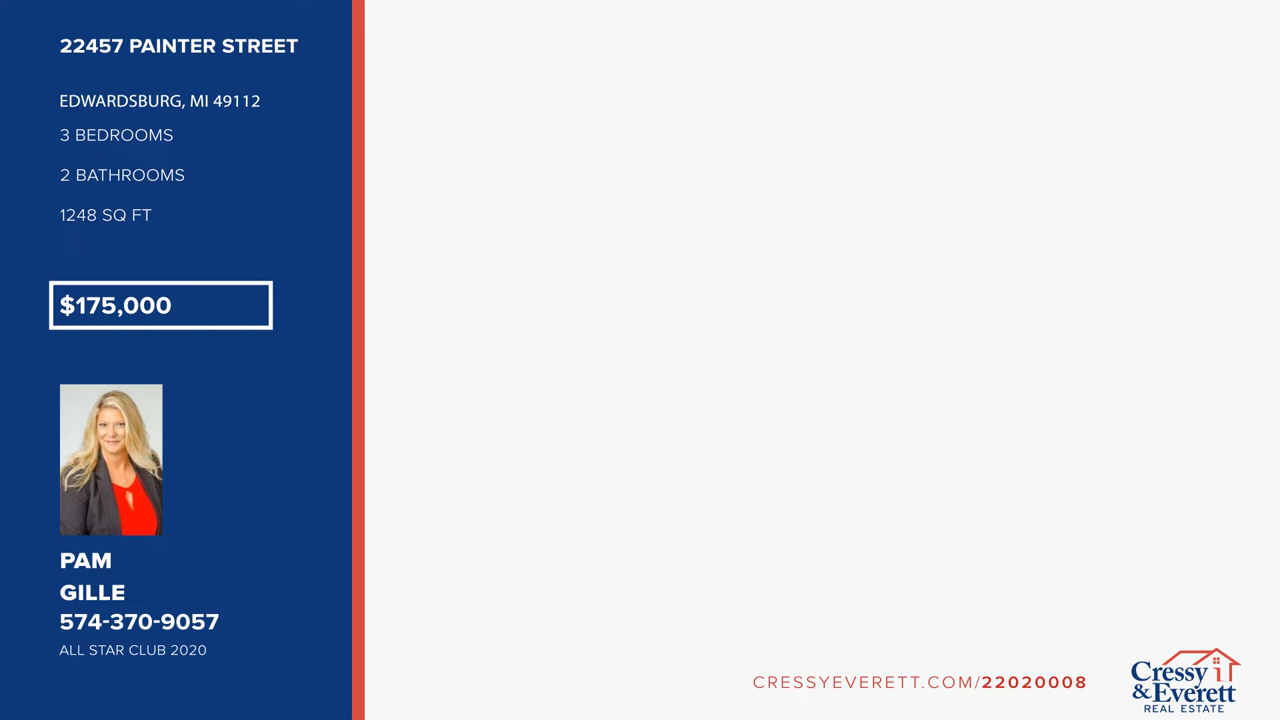 22457 PAINTER STREET
EDWARDSBURG, MI 49112
3 BEDROOMS
2 BATHROOMS
1248 SQ FT
$175,000
PAM
GILLE
574-370-9057
ALL STAR CLUB 2020
CRESSYEVERETT.COM/22020008
Cressy
& Everett
REAL ESTATE